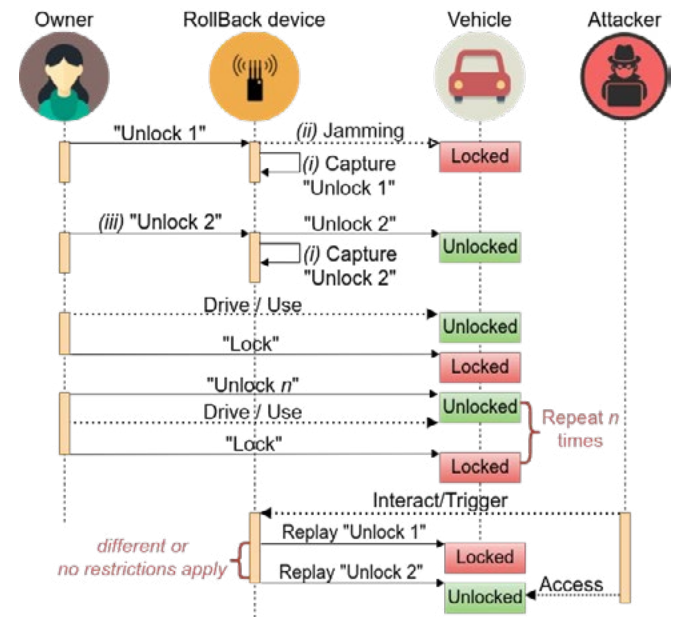 Owner RollBack device Vehicle Attacker
"Unlock 1" (ii) Jamming
Locked
(i) Capture
"Unlock 1"
(iii) "Unlock 2" "Unlock 2"
Unlocked
(i) Capture
"Unlock 2"
Drive / Use
Unlocked
"Lock"
Locked
"Unlock n"
Unlocked
Drive / Use
Repeat n
times
"Lock"
Locked
Interact/Trigger
Replay "Unlock 1"
different or
no restrictions apply
Locked
Replay "Unlock 2"
Access
Unlocked